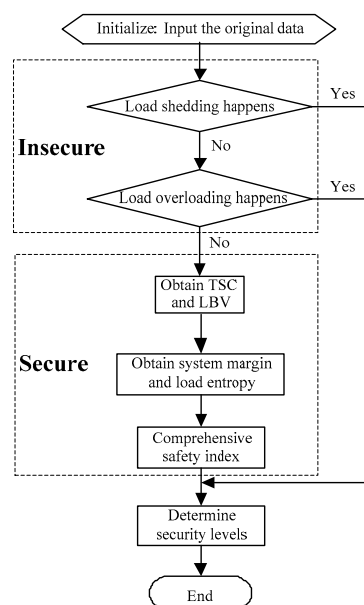 Initialize: Input the original data
Load shedding happens
Yes
Insecure
No
Load overloading happens
Yes
No
Obtain TSC
and LBV
Secure
Obtain system margin
and load entropy
Comprehensive
safety index
Determine
security levels
End